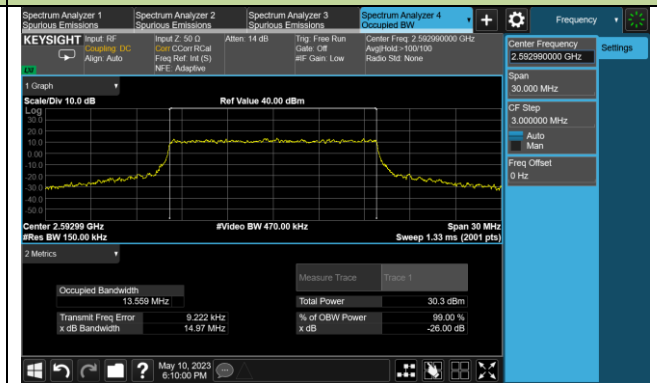 Spectrum Analyzer 1
Spurious Emissions
Spectrum Analyzer 2
Spurious Emissions
Spectrum Analyzer 3
Spurious Emissions
Spectrum Analyzer 4
Occupied BW
Frequency
KEYSIGHT
Input: RF
Coupling: DC
Align: Auto
Input Z: 50 Ω
Corr CCorr RCal
Freq Ref: Int (S)
NFE: Adaptive
Atten: 14 dB
Trig: Free Run
Gate: Off
#IF Gain: Low
Center Freq: 2.592990000 GHz
Avg|Hold:>100/100
Radio Std: None
Center Frequency
2.592990000 GHz
Settings
Span
30.000 MHz
CF Step
3.000000 MHz
Auto
Man
Freq Offset
0 Hz
1 Graph
Scale/Div 10.0 dB
Ref Value 40.00 dBm
Log
30.0
20.0
10.0
0.00
-10.0
-20.0
-30.0
-40.0
-50.0
Center 2.59299 GHz
#Video BW 470.00 kHz
Span 30 MHz
#Res BW 150.00 kHz
Sweep 1.33 ms (2001 pts)
2 Metrics
Measure Trace
Trace 1
Occupied Bandwidth
13.559 MHz
Total Power
30.3 dBm
Transmit Freq Error
9.222 kHz
% of OBW Power
99.00 %
x dB Bandwidth
14.97 MHz
x dB
-26.00 dB
May 10, 2023
6:10:00 PM